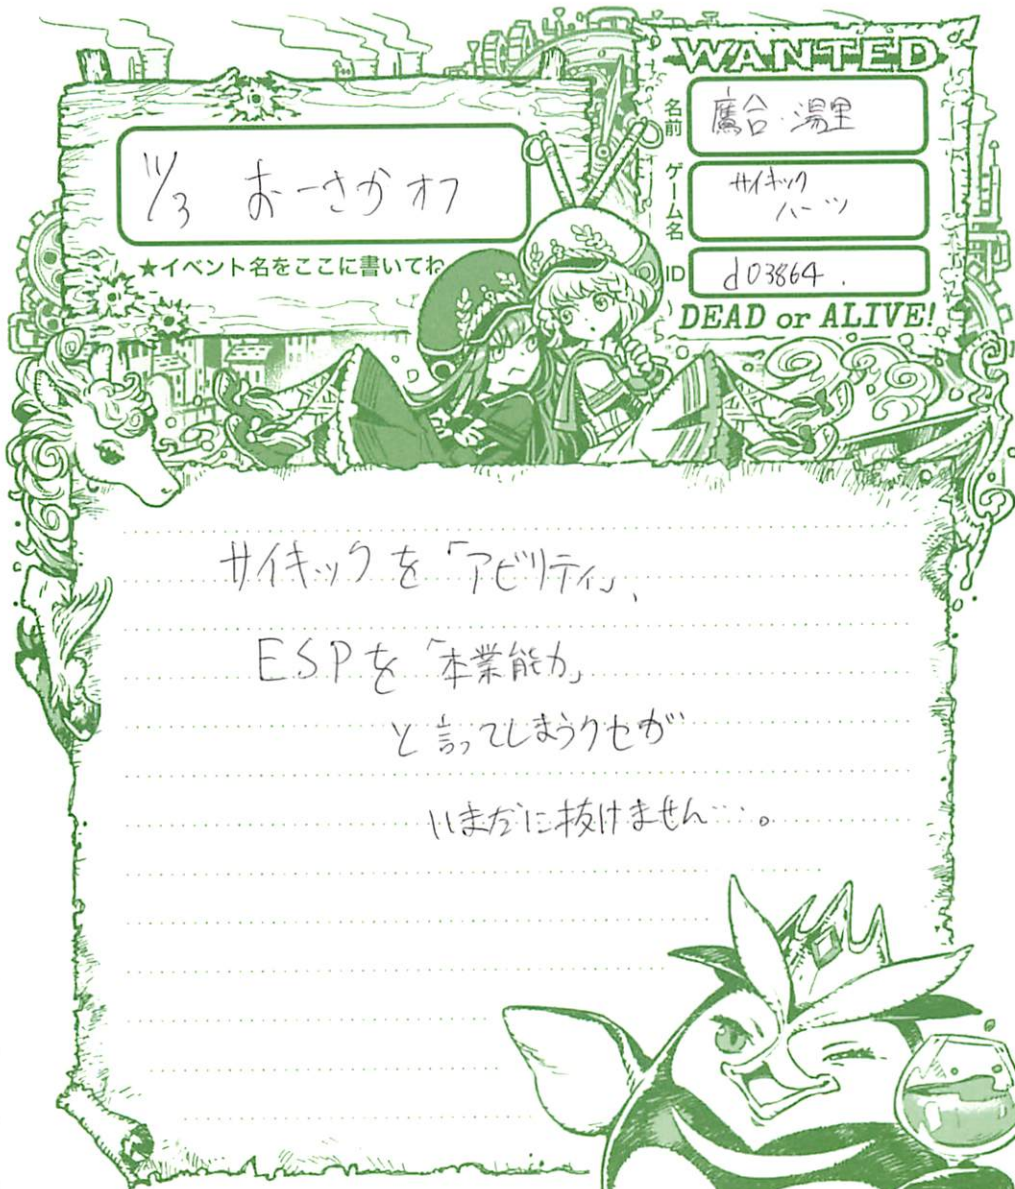 WANTED
名前
鷹合・湯里
ゲーム名
サイキック
ハーツ
ID
d03864.
DEAD or ALIVE!
11/3 おーさかオフ
★イベント名をここに書いてね
サイキックを「アビリティ」、
ESPを「本業能力」
と言ってしまうクセが
いまだに抜けません…。